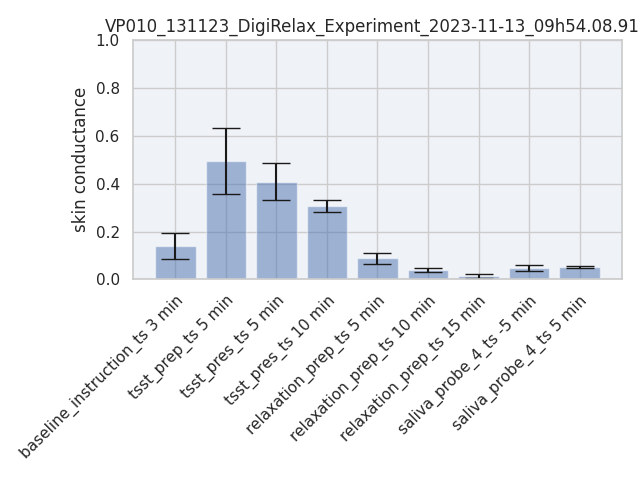 VP010_131123_DigiRelax_Experiment_2023-11-13_09h54.08.91
1.0
0.8
0.6
0.4
0.2
0.0
skin conductance
baseline_instruction_ts 3 min
tsst_prep_ts 5 min
tsst_pres_ts 5 min
tsst_pres_ts 10 min
relaxation_prep_ts 5 min
relaxation_prep_ts 10 min
relaxation_prep_ts 15 min
saliva_probe_4_ts -5 min
saliva_probe_4_ts 5 min